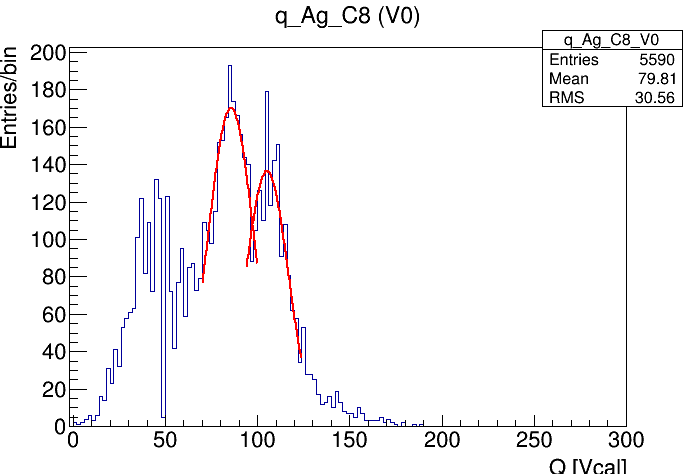 q_Ag_C8 (V0)
q_Ag_C8_V0
Entries 5590
Mean 79.81
RMS 30.56
Entries/bin
200
180
160
140
120
100
80
60
40
20
0
0 50 100 150 200 250 300
Q [Vcal]